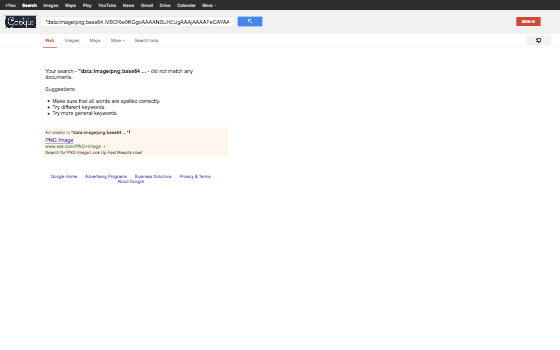 +You Search Images Maps Play YouTube News Gmail Drive Calendar More
Google
"data:image/png;base64,iVBORw0KGgoAAAANSUhEUgAAAjAAAAFsCAYAA
SIGN IN
Web Images Maps More Search tools
Your search - "data:image/png;base64 ... - did not match any
documents.
Suggestions:
Make sure that all words are spelled correctly.
Try different keywords.
Try more general keywords.
Ad related to "data:image/png;base64 ..."
PNG Image
www.ask.com/PNG+Image
Search for PNG Image Look Up Fast Results now!
Google Home Advertising Programs Business Solutions Privacy & Terms
About Google